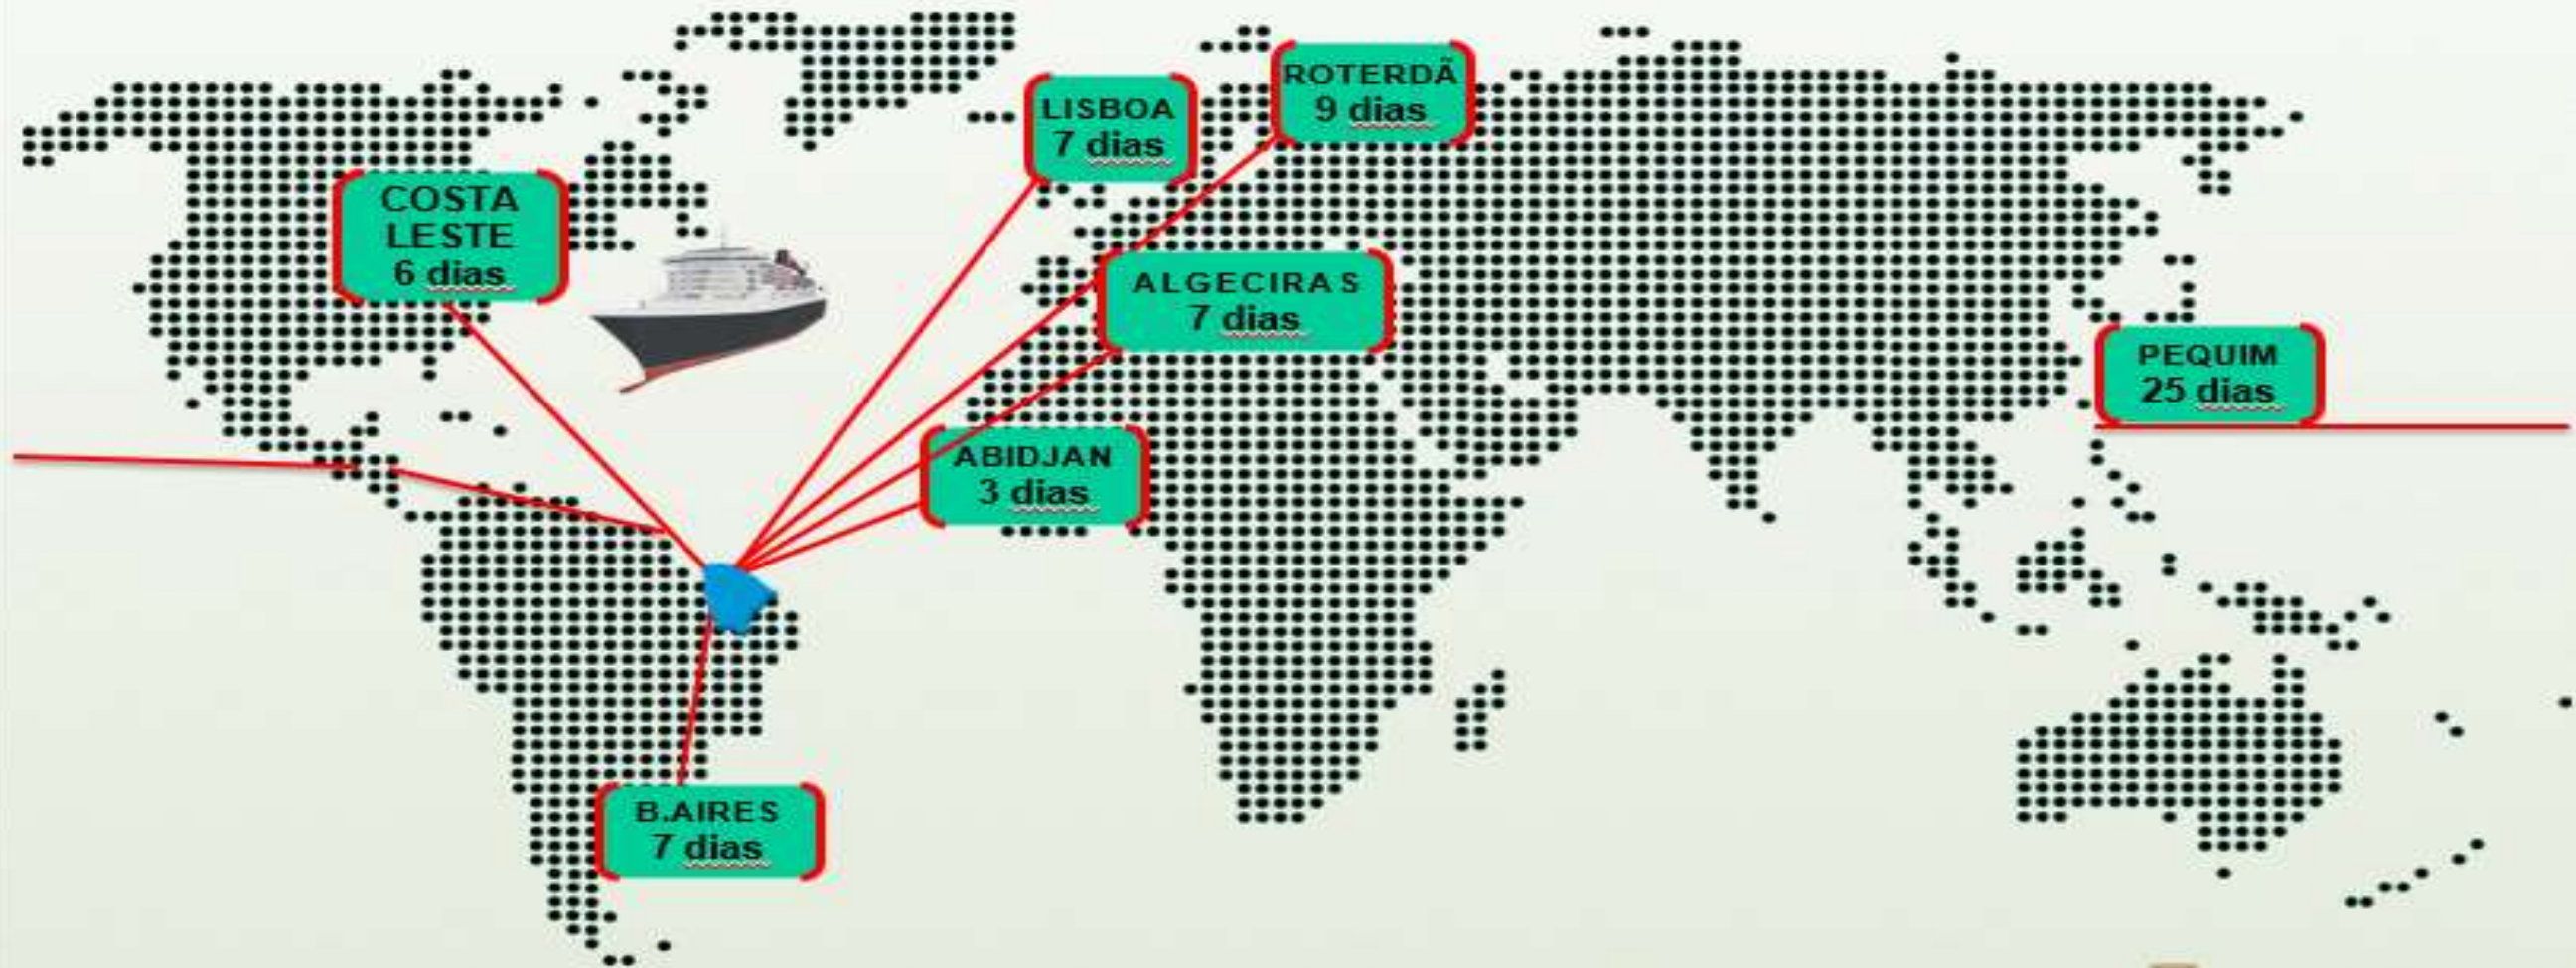 ROTERDÃ
9 dias
LISBOA
7 dias
COSTA
LESTE
6 dias
ALGECIRAS
7 dias
PEQUIM
25 dias
ABIDJAN
3 dias
B.AIRES
7 dias